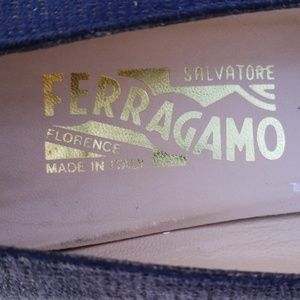 SALVATORE
FERRAGAMO
FLORENCE
MADE IN ITALY